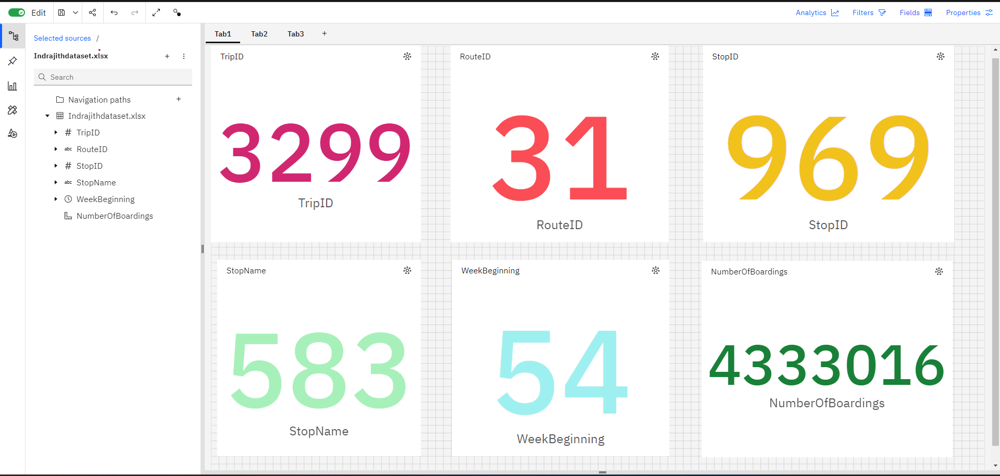 Edit
Analytics
Filters
Fields
Properties
Selected sources /
Indrajithdataset.xlsx
Search
Navigation paths
Indrajithdataset.xlsx
# TripID
abc RouteID
# StopID
abc StopName
WeekBeginning
NumberOfBoardings
Tab1 Tab2 Tab3 +
TripID
3299
TripID
RouteID
31
RouteID
StopID
969
StopID
StopName
583
StopName
WeekBeginning
54
WeekBeginning
NumberOfBoardings
4333016
NumberOfBoardings